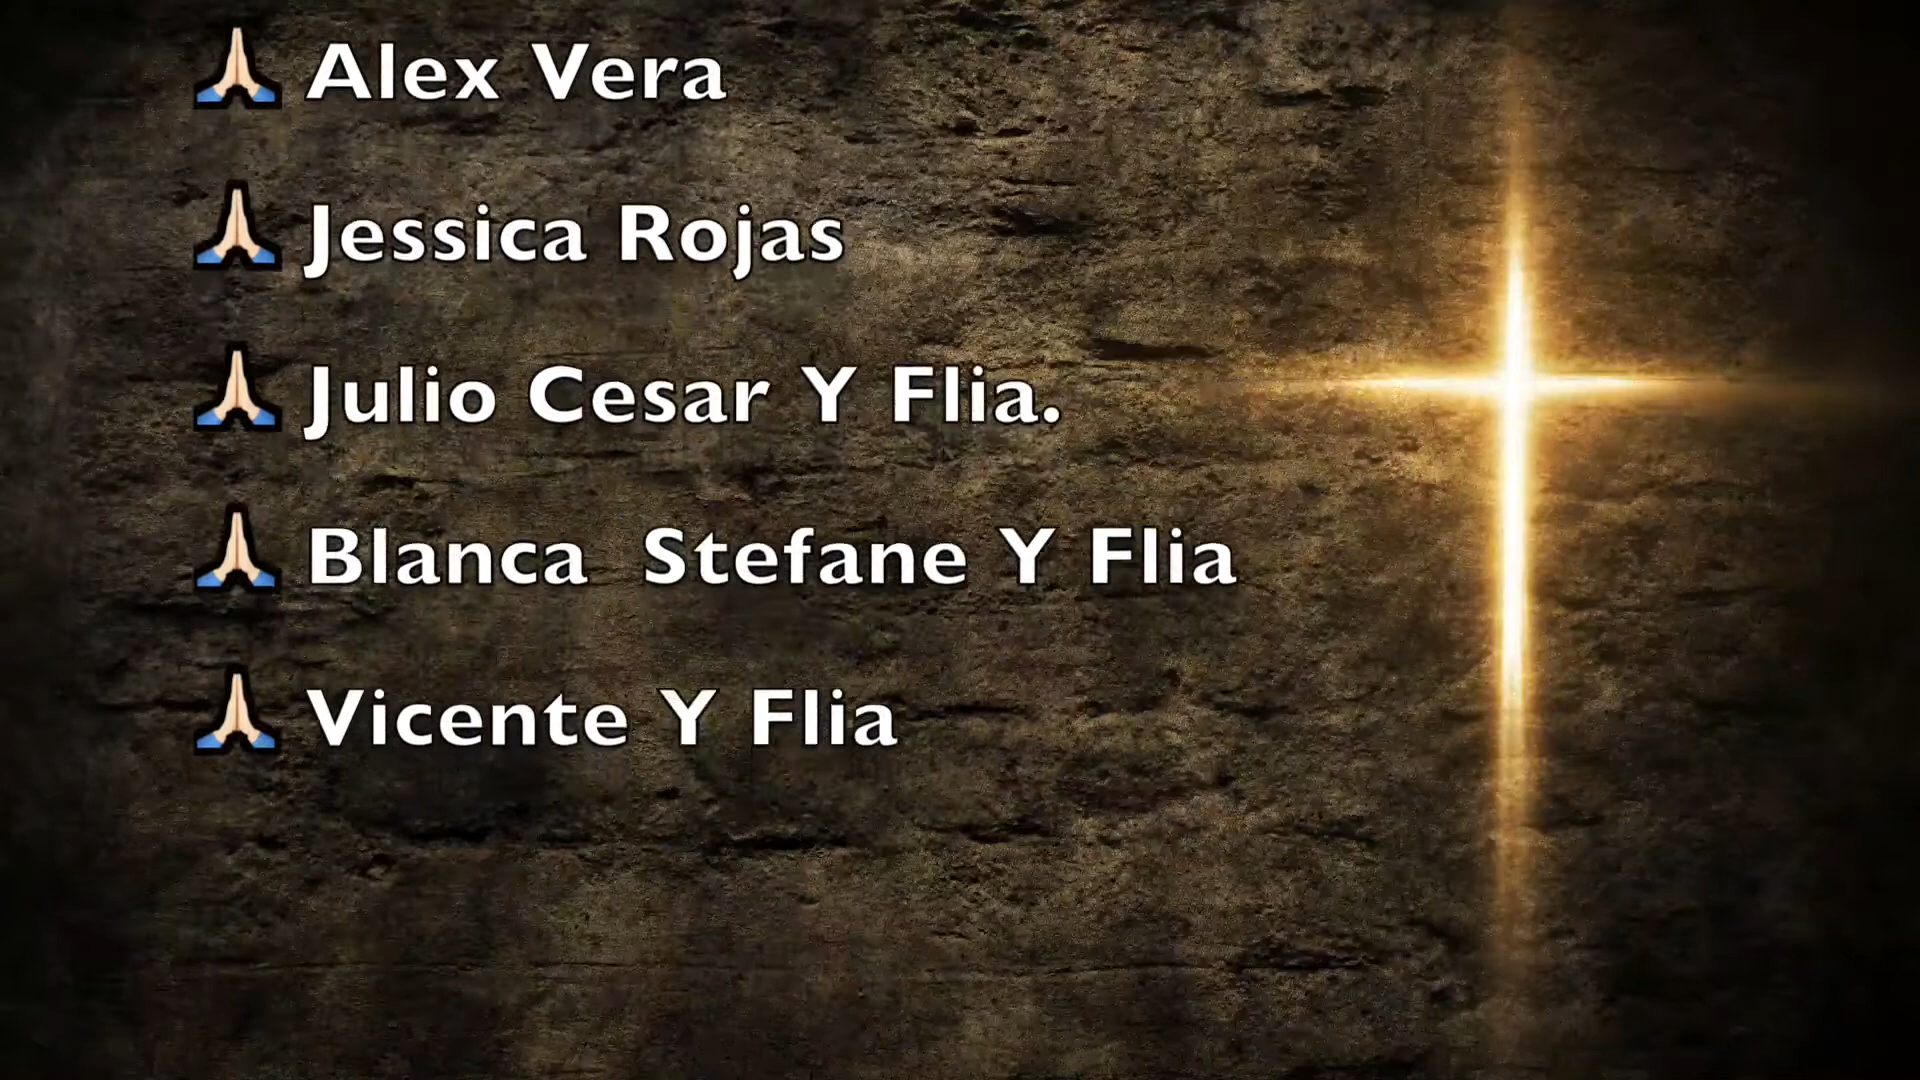 🙏🏻 Alex Vera
🙏🏻 Jessica Rojas
🙏🏻 Julio Cesar Y Flia.
🙏🏻 Blanca  Stefane Y Flia
🙏🏻 Vicente Y Flia